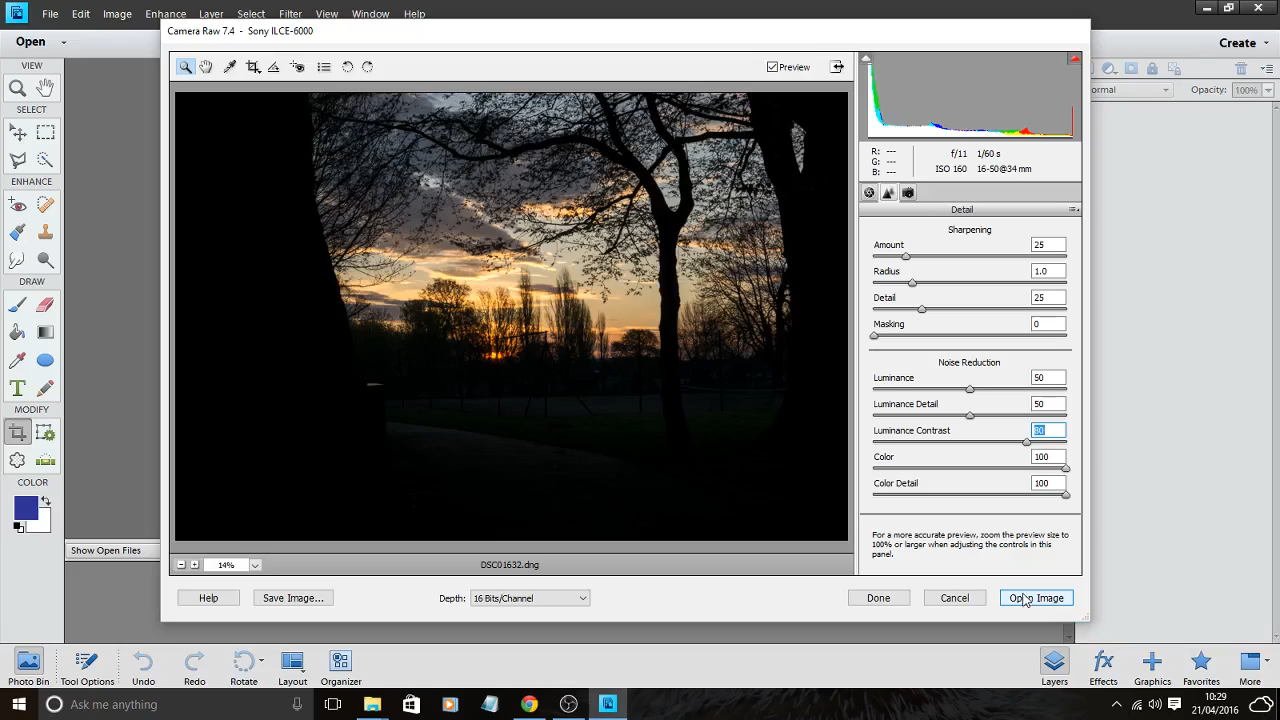 File Edit Image Enhance Layer Select Filter View Window Help
Camera Raw 7.4 - Sony ILCE-6000
Open
Create
VIEW
Preview
ormal
Opacity: 100%
SELECT
R: ---
G: ---
B: ---
f/11 1/60 s
ISO 160 16-50@34 mm
ENHANCE
Detail
Sharpening
Amount 25
Radius 1.0
Detail 25
Masking 0
DRAW
Noise Reduction
Luminance 50
Luminance Detail 50
Luminance Contrast 80
Color 100
Color Detail 100
MODIFY
COLOR
For a more accurate preview, zoom the preview size to
100% or larger when adjusting the controls in this
panel.
Show Open Files
14%
DSC01632.dng
Help
Save Image...
Depth: 16 Bits/Channel
Done
Cancel
Open Image
Photo Bin
Tool Options
Undo
Redo
Rotate
Layout
Organizer
Layers
Effects
Graphics
Favorites
More
Ask me anything
10:29
21/04/2016